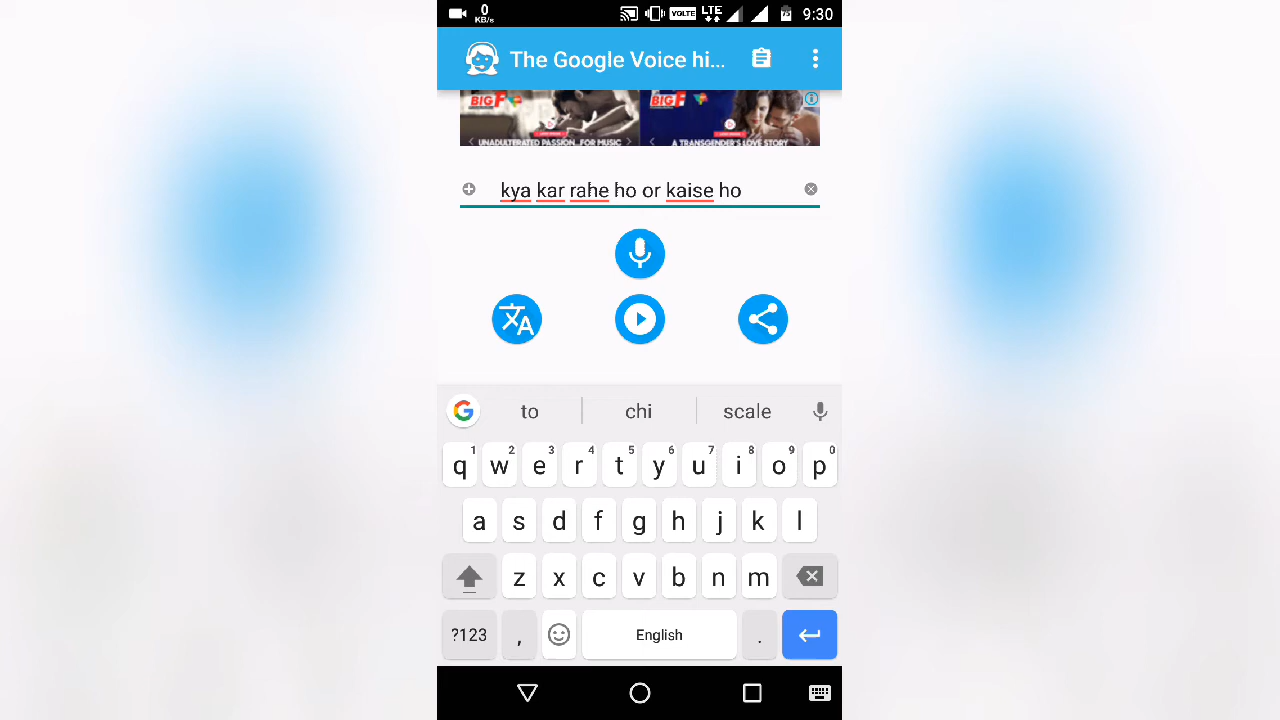 0 KB/s VOLTE LTE 75 9:30
The Google Voice hi...
BIG F BIG F
UNADULTERATED PASSION...FOR MUSIC A TRANSGENDER'S LOVE STORY
kya kar rahe ho or kaise ho
to chi scale
1 2 3 4 5 6 7 8 9 0
q w e r t y u i o p
a s d f g h j k l
z x c v b n m
?123 , English .